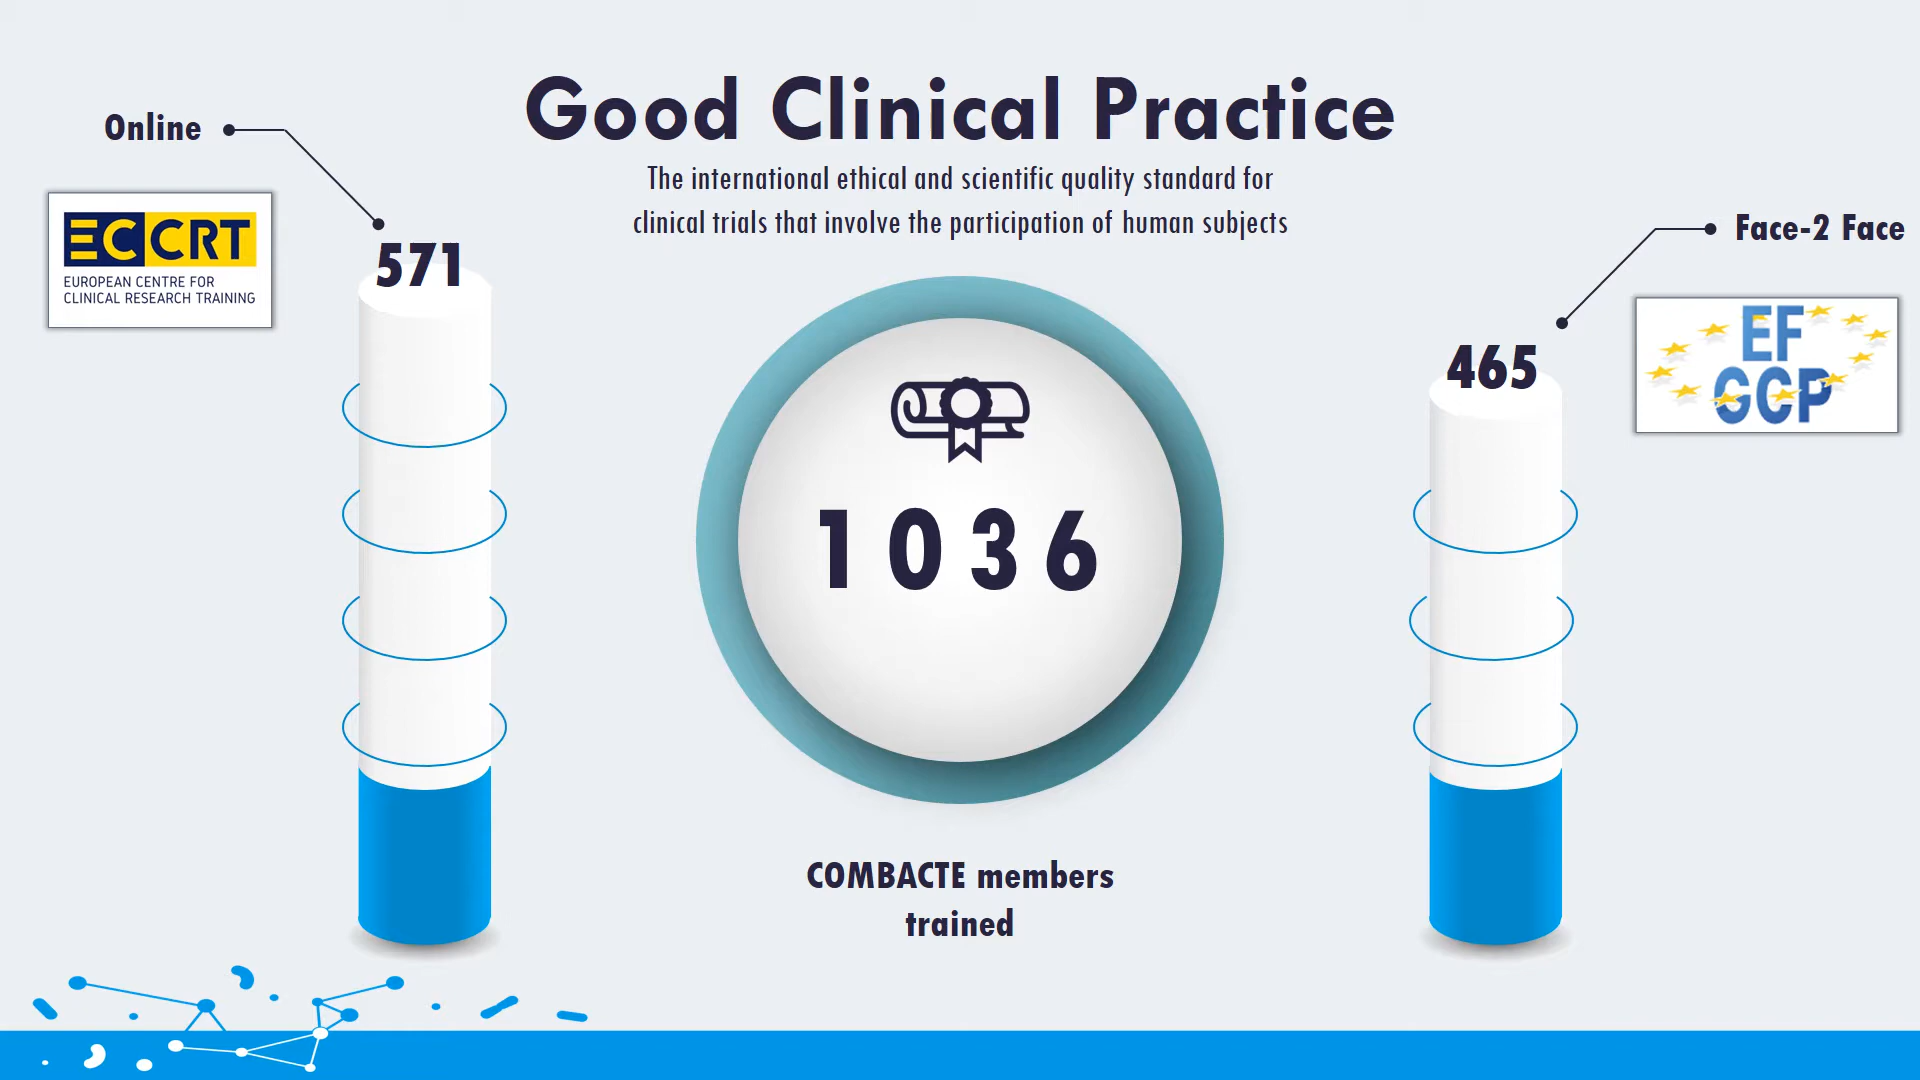 Good Clinical Practice
The international ethical and scientific quality standard for
clinical trials that involve the participation of human subjects
Online
ECCRT
EUROPEAN CENTRE FOR
CLINICAL RESEARCH TRAINING
571
Face-2 Face
EF
GCP
465
1036
COMBACTE members
trained